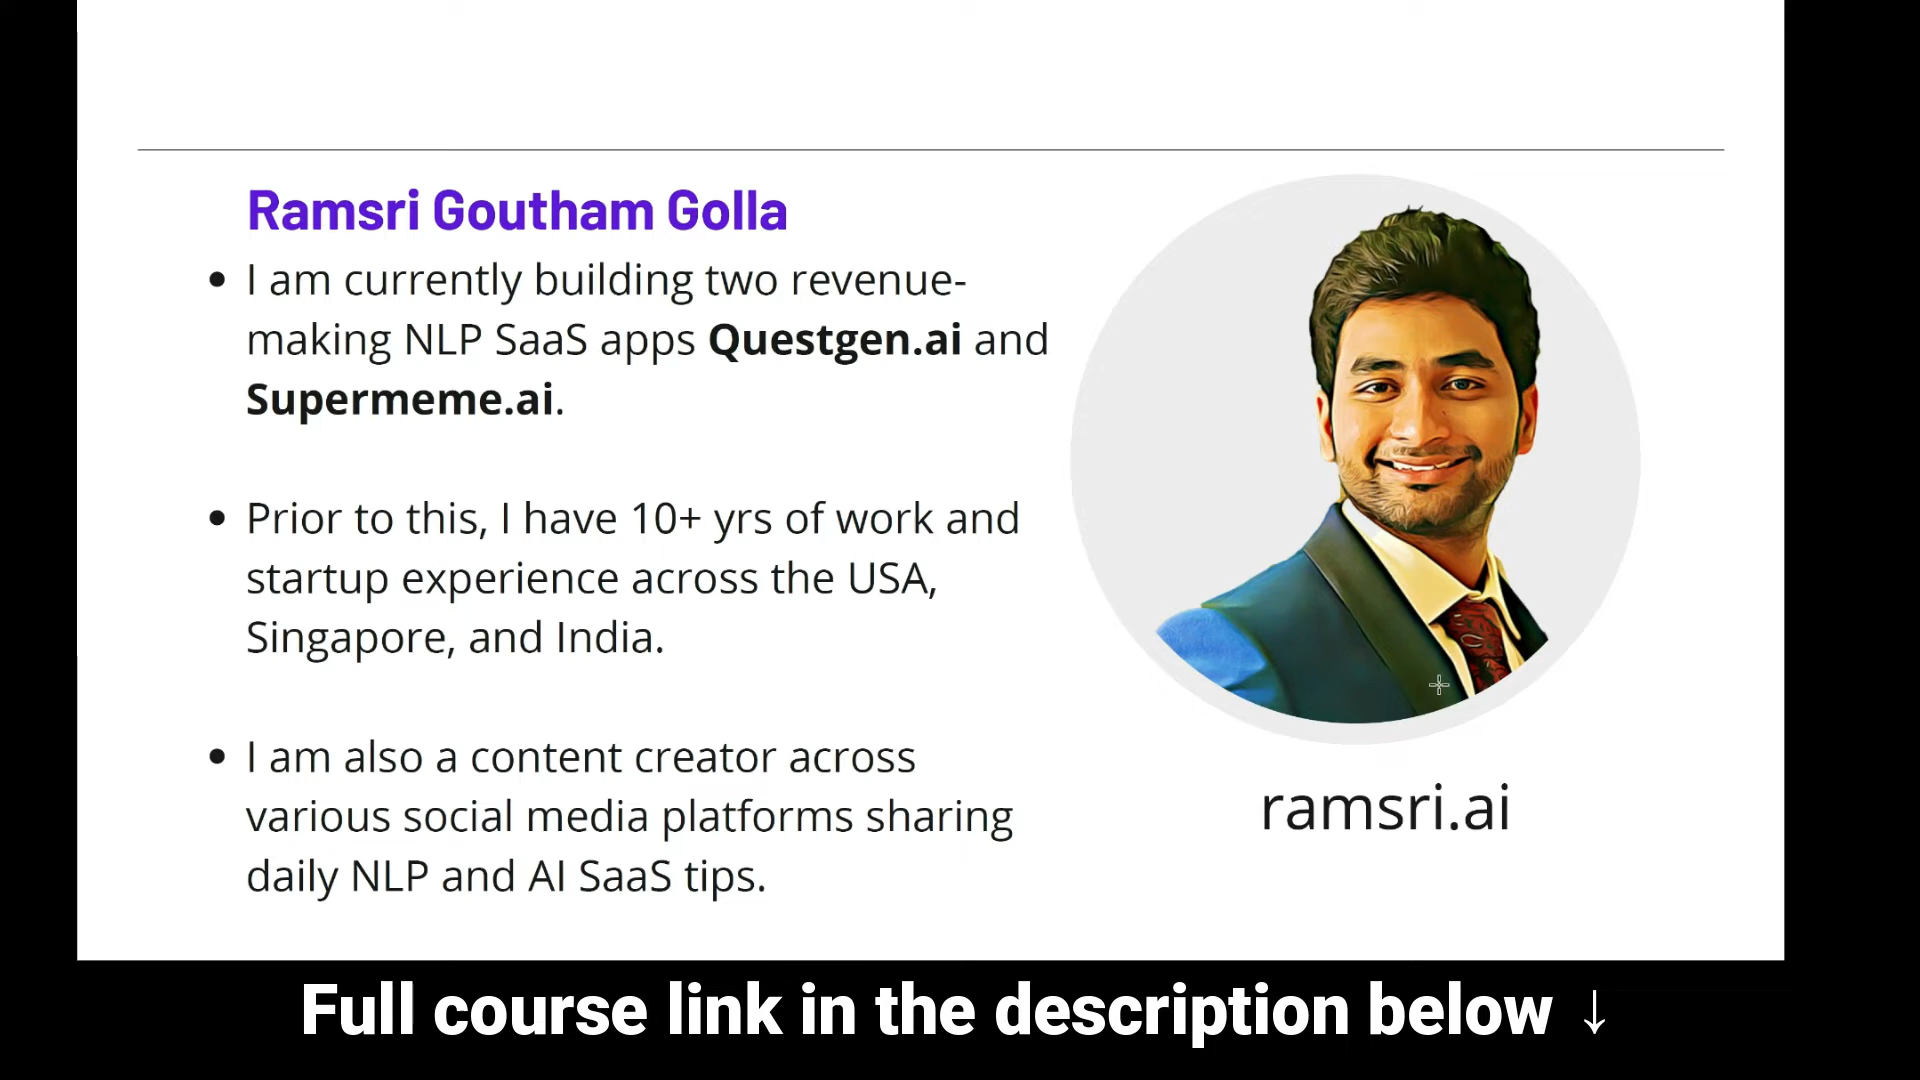 Ramsri Goutham Golla
• I am currently building two revenue-
making NLP SaaS apps Questgen.ai and
Supermeme.ai.
• Prior to this, I have 10+ yrs of work and
startup experience across the USA,
Singapore, and India.
• I am also a content creator across
various social media platforms sharing
daily NLP and AI SaaS tips.
ramsri.ai
Full course link in the description below ↓